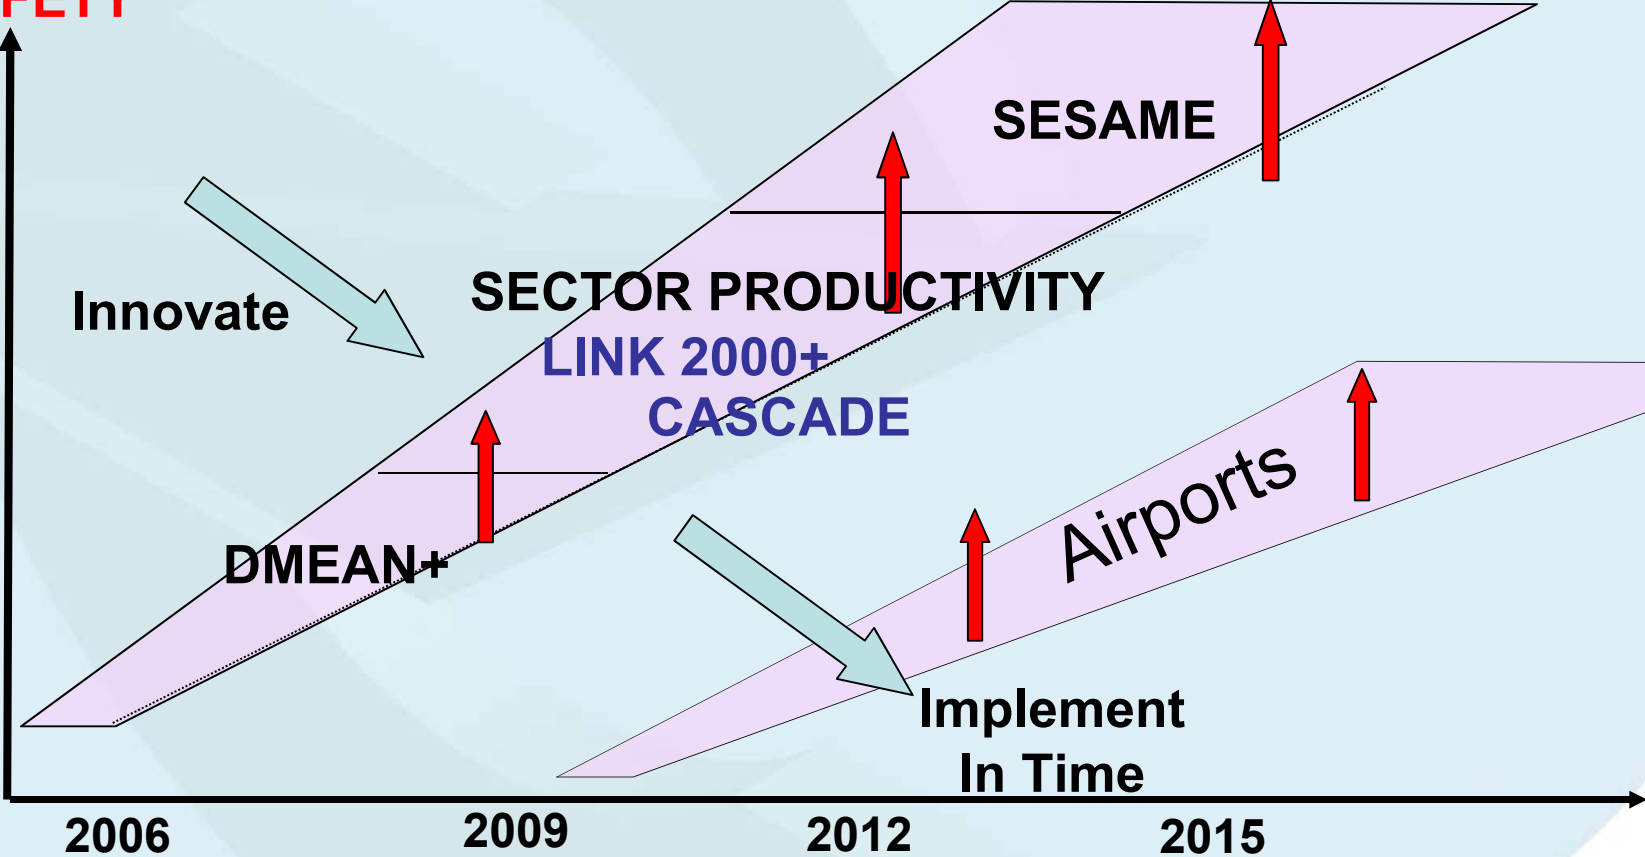 SESAME
Innovate
SECTOR PRODUCTIVITY
LINK 2000+
CASCADE
Airports
DMEAN+
Implement
In Time
2006
2009
2012
2015